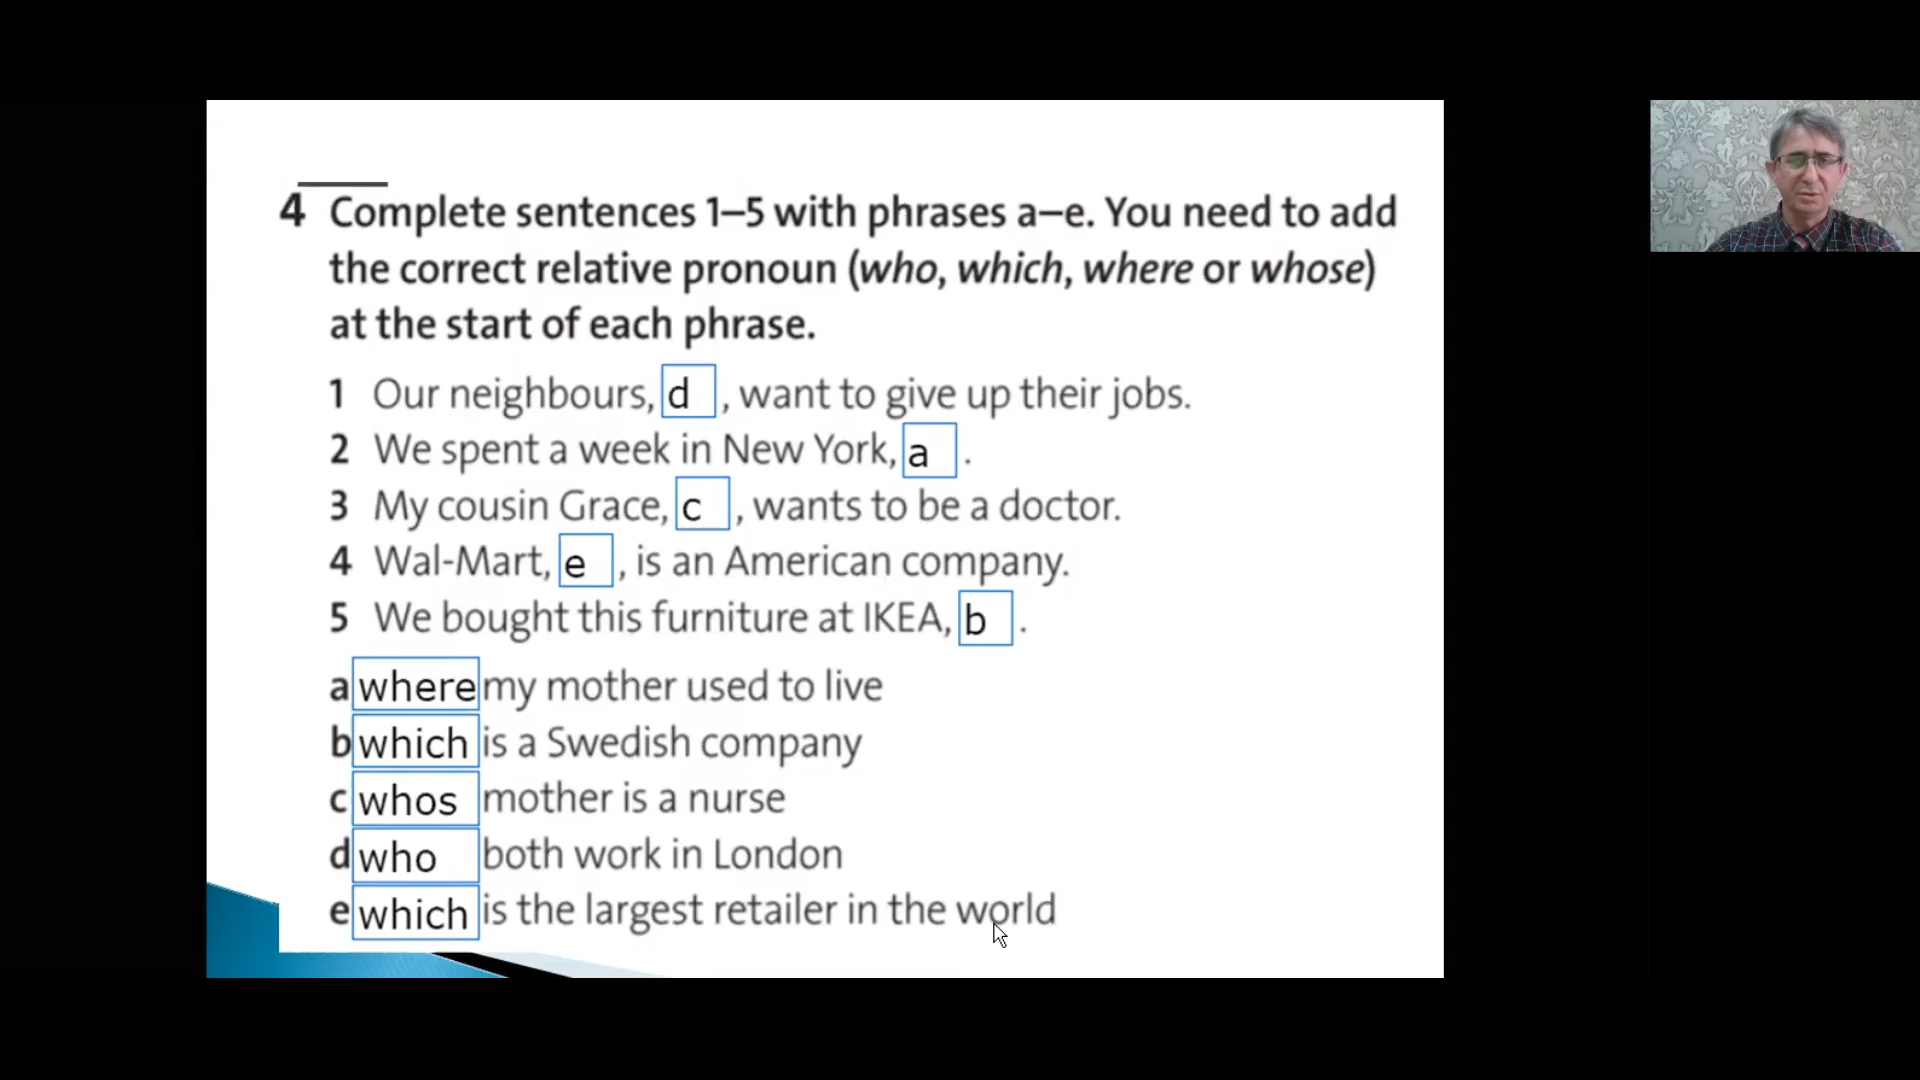 4 Complete sentences 1–5 with phrases a–e. You need to add
the correct relative pronoun (who, which, where or whose)
at the start of each phrase.
1 Our neighbours, d , want to give up their jobs.
2 We spent a week in New York, a .
3 My cousin Grace, c , wants to be a doctor.
4 Wal-Mart, e , is an American company.
5 We bought this furniture at IKEA, b .
a where my mother used to live
b which is a Swedish company
c whos mother is a nurse
d who both work in London
e which is the largest retailer in the world